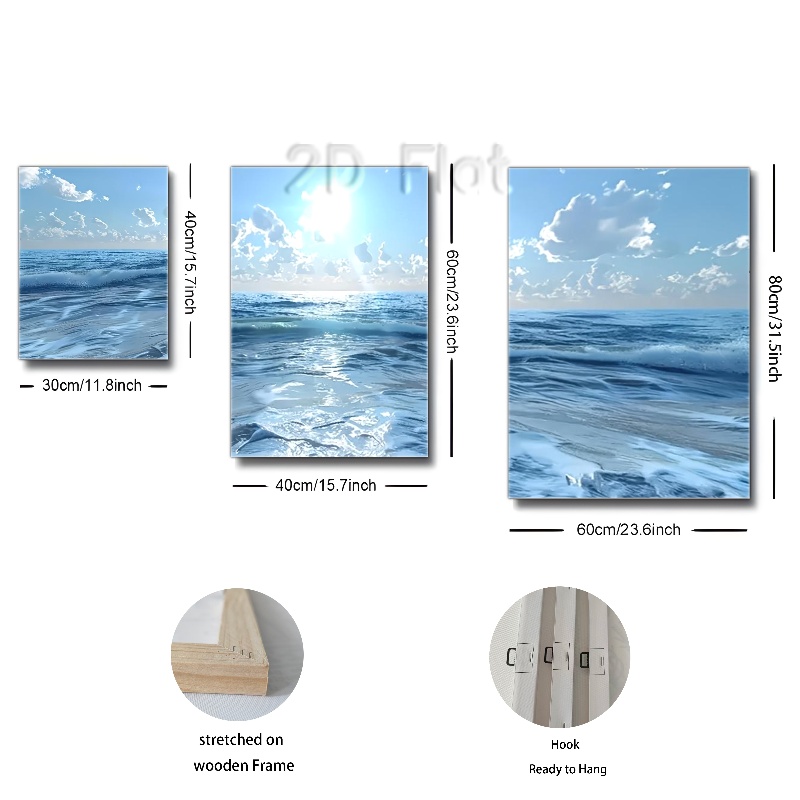 2D Flat
40cm/15.7inch
30cm/11.8inch
60cm/23.6inch
40cm/15.7inch
80cm/31.5inch
60cm/23.6inch
stretched on
wooden Frame
Hook
Ready to Hang